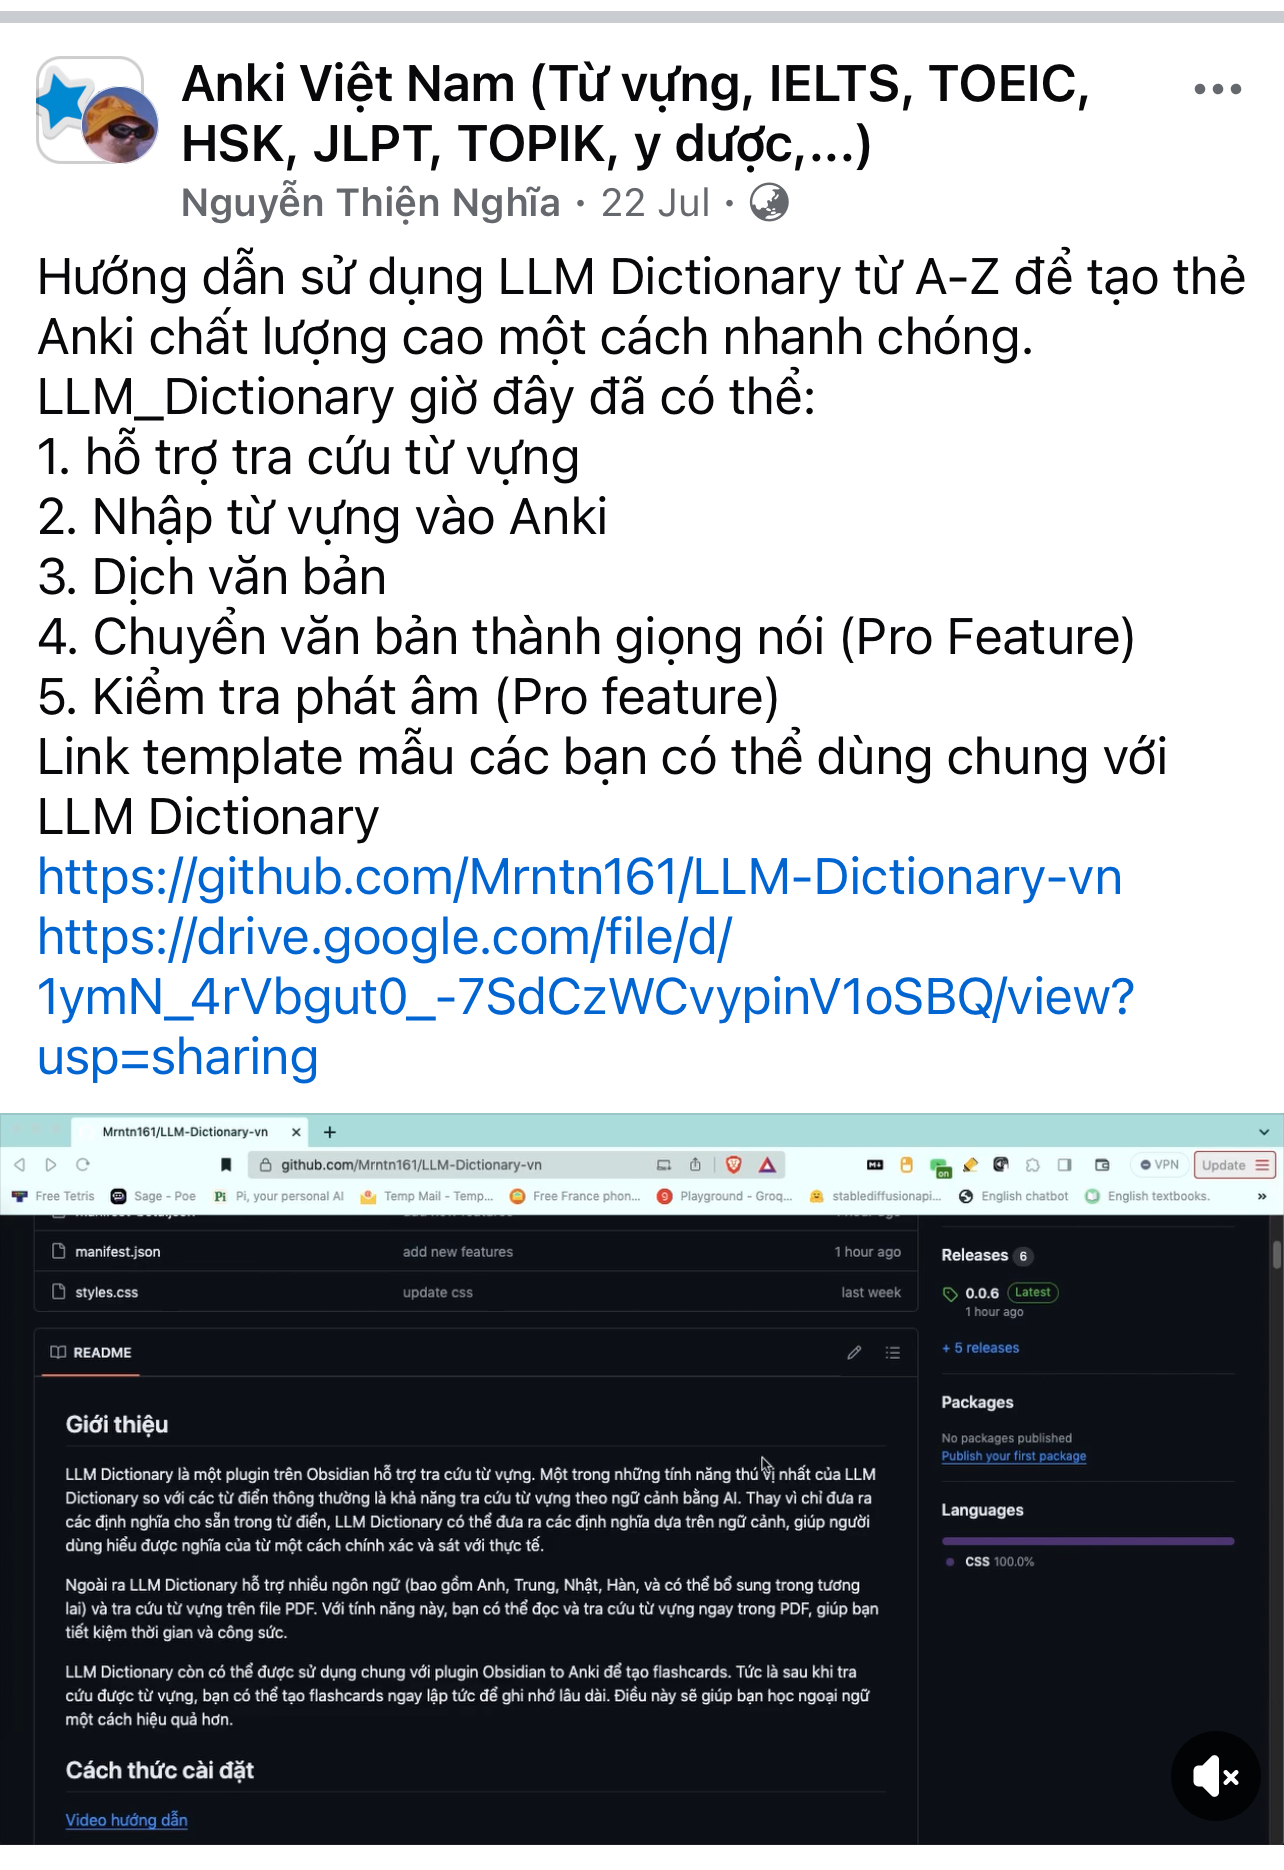 Anki Việt Nam (Từ vựng, IELTS, TOEIC,
HSK, JLPT, TOPIK, y dược,...)
Nguyễn Thiện Nghĩa · 22 Jul ·
Hướng dẫn sử dụng LLM Dictionary từ A-Z để tạo thẻ
Anki chất lượng cao một cách nhanh chóng.
LLM_Dictionary giờ đây đã có thể:
1. hỗ trợ tra cứu từ vựng
2. Nhập từ vựng vào Anki
3. Dịch văn bản
4. Chuyển văn bản thành giọng nói (Pro Feature)
5. Kiểm tra phát âm (Pro feature)
Link template mẫu các bạn có thể dùng chung với
LLM Dictionary
https://github.com/Mrntn161/LLM-Dictionary-vn
https://drive.google.com/file/d/
1ymN_4rVbgut0_-7SdCzWCvypinV1oSBQ/view?
usp=sharing
Mrntn161/LLM-Dictionary-vn
github.com/Mrntn161/LLM-Dictionary-vn
on
VPN
Update
Free Tetris
Sage - Poe
Pi Pi, your personal AI
Temp Mail - Temp...
Free France phon...
Playground - Groq...
stablediffusionapi...
English chatbot
English textbooks.
»
manifest.json add new features 1 hour ago
styles.css update css last week
README
Giới thiệu
LLM Dictionary là một plugin trên Obsidian hỗ trợ tra cứu từ vựng. Một trong những tính năng thú vị nhất của LLM
Dictionary so với các từ điển thông thường là khả năng tra cứu từ vựng theo ngữ cảnh bằng AI. Thay vì chỉ đưa ra
các định nghĩa cho sẵn trong từ điển, LLM Dictionary có thể đưa ra các định nghĩa dựa trên ngữ cảnh, giúp người
dùng hiểu được nghĩa của từ một cách chính xác và sát với thực tế.
Ngoài ra LLM Dictionary hỗ trợ nhiều ngôn ngữ (bao gồm Anh, Trung, Nhật, Hàn, và có thể bổ sung trong tương
lai) và tra cứu từ vựng trên file PDF. Với tính năng này, bạn có thể đọc và tra cứu từ vựng ngay trong PDF, giúp bạn
tiết kiệm thời gian và công sức.
LLM Dictionary còn có thể được sử dụng chung với plugin Obsidian to Anki để tạo flashcards. Tức là sau khi tra
cứu được từ vựng, bạn có thể tạo flashcards ngay lập tức để ghi nhớ lâu dài. Điều này sẽ giúp bạn học ngoại ngữ
một cách hiệu quả hơn.
Cách thức cài đặt
Video hướng dẫn
Releases 6
0.0.6 Latest
1 hour ago
+ 5 releases
Packages
No packages published
Publish your first package
Languages
CSS 100.0%